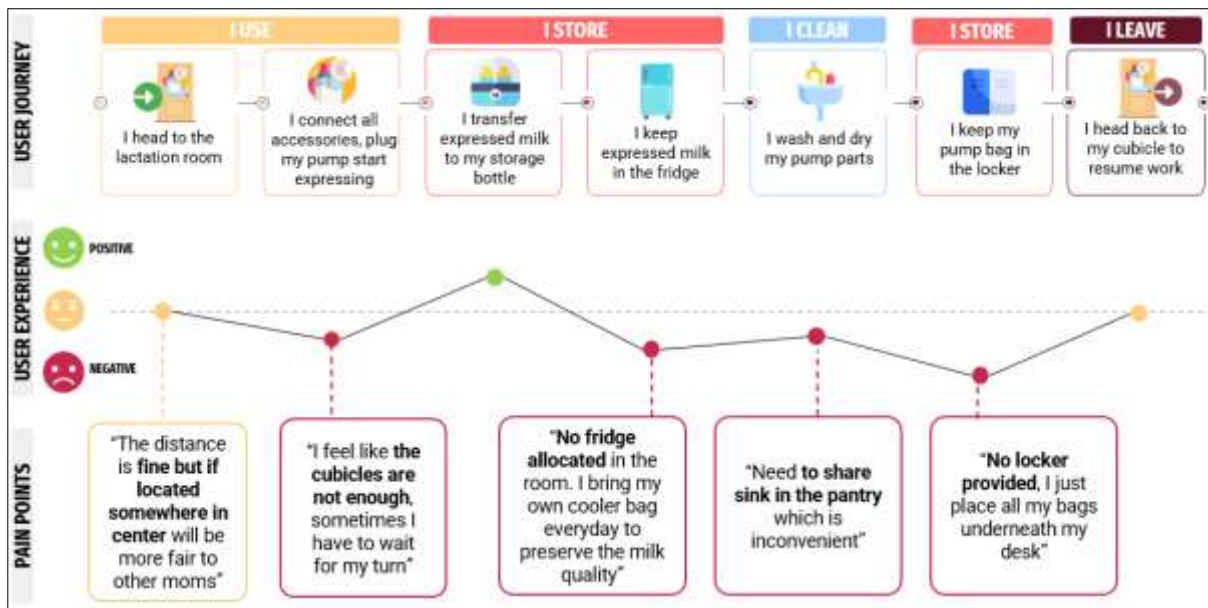 USER JOURNEY
I USE
I STORE
I CLEAN
I STORE
I LEAVE
I head to the
lactation room
I connect all
accessories, plug
my pump start
expressing
I transfer
expressed milk
to my storage
bottle
I keep
expressed milk
in the fridge
I wash and dry
my pump parts
I keep my
pump bag in
the locker
I head back to
my cubicle to
resume work
USER EXPERIENCE
POSITIVE
NEGATIVE
PAIN POINTS
“The distance
is fine but if
located
somewhere in
center will be
more fair to
other moms”
“I feel like the
cubicles are
not enough,
sometimes I
have to wait
for my turn”
“No fridge
allocated in the
room. I bring my
own cooler bag
everyday to
preserve the milk
quality”
“Need to share
sink in the pantry
which is
inconvenient”
“No locker
provided, I just
place all my bags
underneath my
desk”